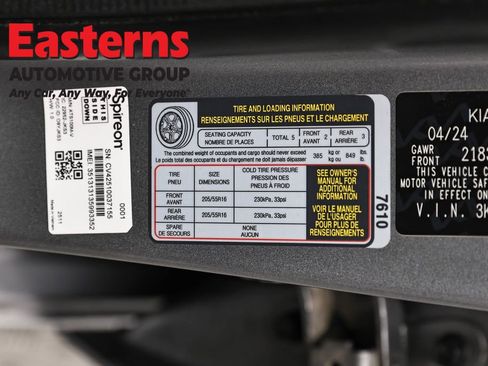 Easterns
AUTOMOTIVE GROUP
Any Car, Any Way, For Everyone
THIS
SIDE
DOWN
Spireon
0001
SN: CV42510037155
IMEI: 353131135993352
2511
TIRE AND LOADING INFORMATION
RENSEIGNEMENTS SUR LES PNEUS ET LE CHARGEMENT
SEATING CAPACITY
NOMBRE DE PLACES
TOTAL 5
FRONT
AVANT 2
REAR
ARRIÈRE 3
The combined weight of occupants and cargo should never exceed
Le poids total des occupants et du chargement ne doit jamais dépasser
385 kg or ou 849 lbs.
TIRE
PNEU
SIZE
DIMENSIONS
COLD TIRE PRESSURE
PRESSION DES
PNEUS À FROID
FRONT
AVANT
205/55R16
230kPa, 33psi
REAR
ARRIÈRE
205/55R16
230kPa, 33psi
SPARE
DE SECOURS
NONE
AUCUN
SEE OWNER'S
MANUAL FOR
ADDITIONAL
INFORMATION
VOIR LE MANUEL
DE L'USAGER
POUR PLUS DE
RENSEIGNEMENTS
7610
KIA
04/24
GAWR
FRONT 2183
THIS VEHICLE C
MOTOR VEHICLE SAFE
V.I.N. 3K